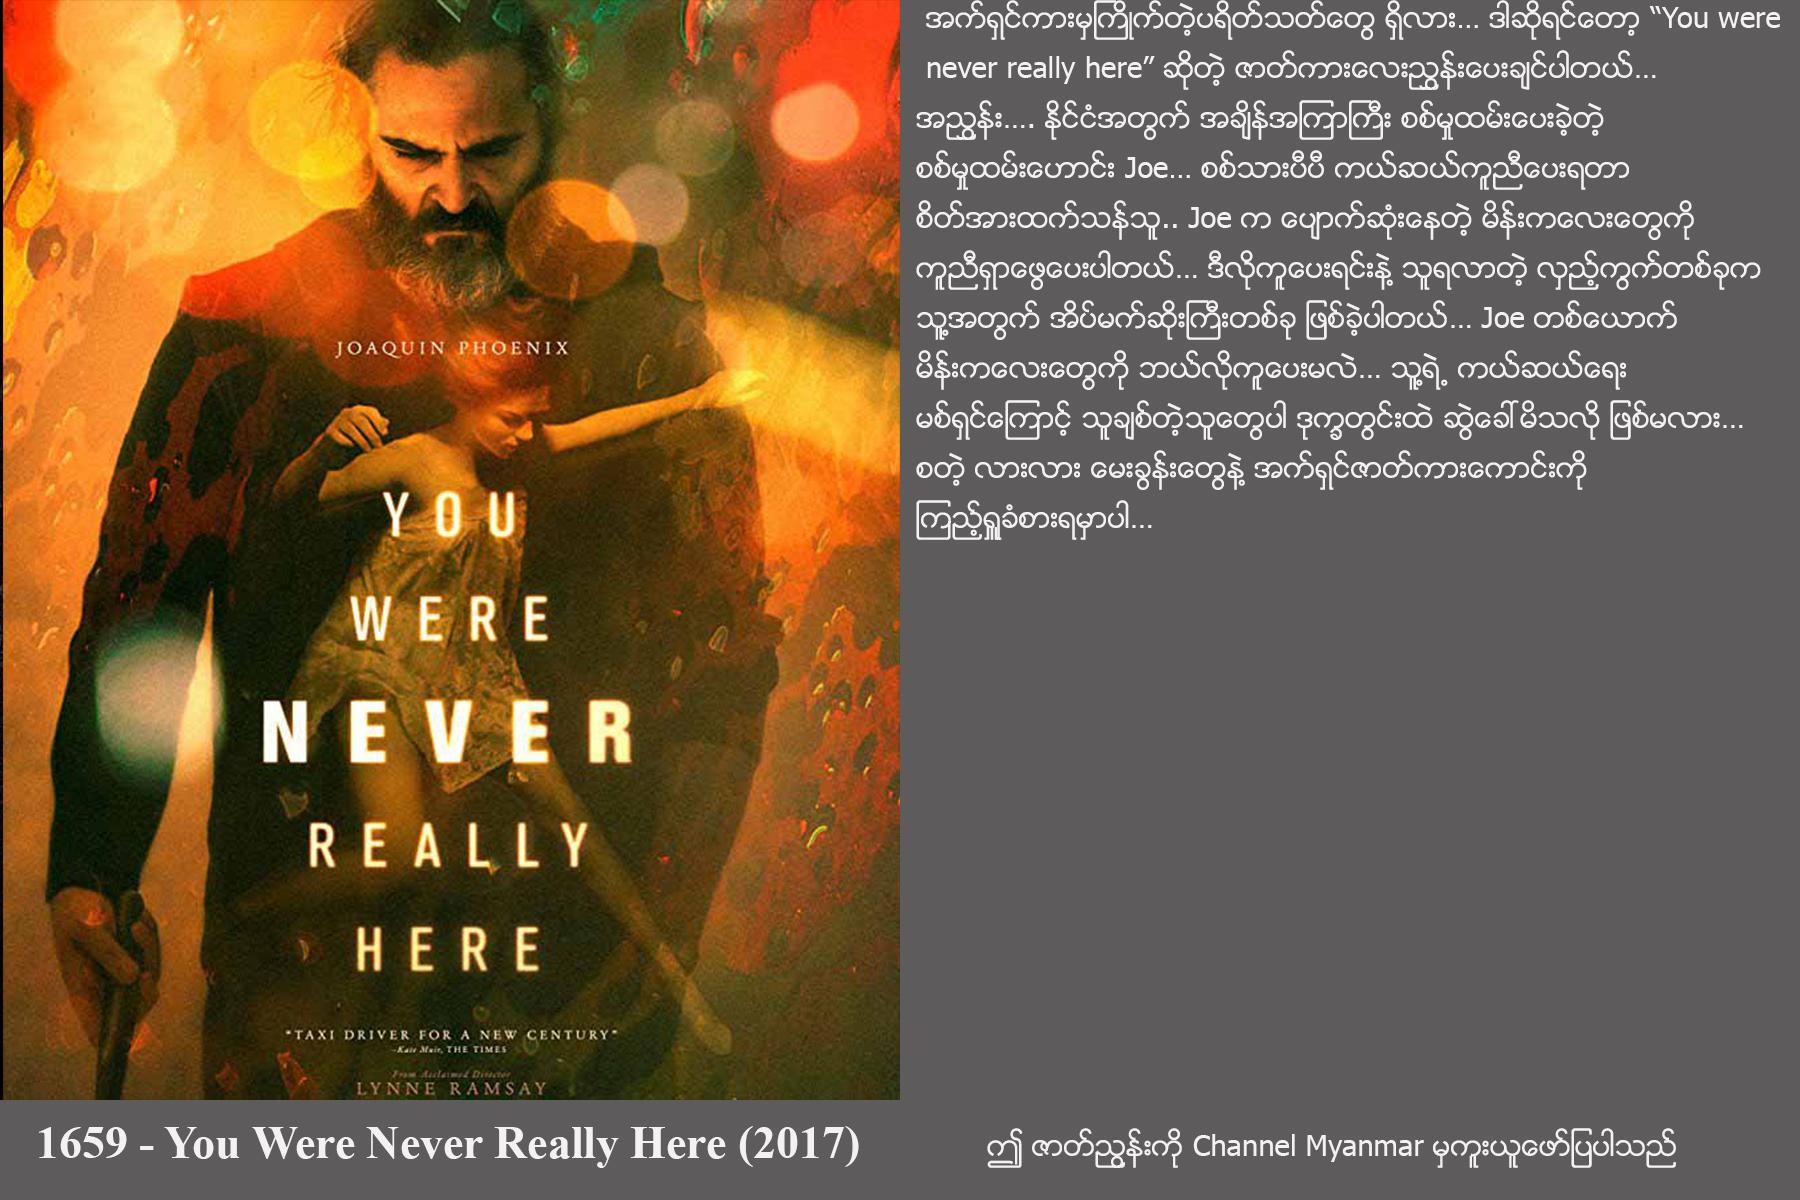 JOAQUIN PHOENIX
YOU
WERE
NEVER
REALLY
HERE
"TAXI DRIVER FOR A NEW CENTURY"
-Kate Muir, THE TIMES
From Acclaimed Director
LYNNE RAMSAY
1659 - You Were Never Really Here (2017)
အက်ရှင်ကားမှကြိုက်တဲ့ပရိတ်သတ်တွေ ရှိလား... ဒါဆိုရင်တော့ “You were
never really here” ဆိုတဲ့ ဇာတ်ကားလေးညွှန်းပေးချင်ပါတယ်...
အညွှန်း.... နိုင်ငံအတွက် အချိန်အကြာကြီး စစ်မှုထမ်းပေးခဲ့တဲ့
စစ်မှုထမ်းဟောင်း Joe... စစ်သားပီပီ ကယ်ဆယ်ကူညီပေးရတာ
စိတ်အားထက်သန်သူ.. Joe က ပျောက်ဆုံးနေတဲ့ မိန်းကလေးတွေကို
ကူညီရှာဖွေပေးပါတယ်... ဒီလိုကူပေးရင်းနဲ့ သူရလာတဲ့ လှည့်ကွက်တစ်ခုက
သူ့အတွက် အိပ်မက်ဆိုးကြီးတစ်ခု ဖြစ်ခဲ့ပါတယ်... Joe တစ်ယောက်
မိန်းကလေးတွေကို ဘယ်လိုကူပေးမလဲ... သူ့ရဲ့ ကယ်ဆယ်ရေး
မစ်ရှင်ကြောင့် သူချစ်တဲ့သူတွေပါ ဒုက္ခတွင်းထဲ ဆွဲခေါ်မိသလို ဖြစ်မလား...
စတဲ့ လားလား မေးခွန်းတွေနဲ့ အက်ရှင်ဇာတ်ကားကောင်းကို
ကြည့်ရှုခံစားရမှာပါ...
ဤ ဇာတ်ညွှန်းကို Channel Myanmar မှကူးယူဖော်ပြပါသည်